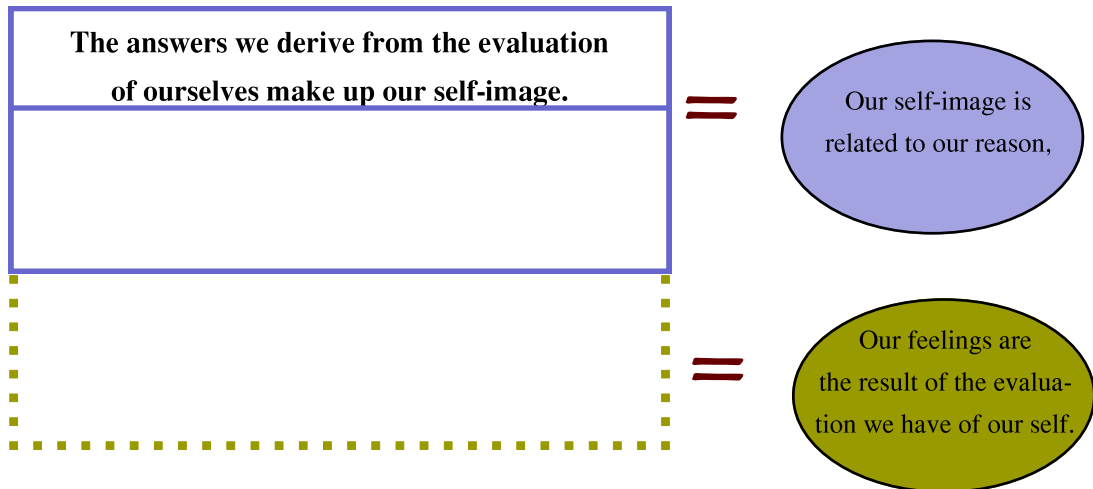 The answers we derive from the evaluation
of ourselves make up our self-image.
=
Our self-image is
related to our reason,
=
Our feelings are
the result of the evalua-
tion we have of our self.